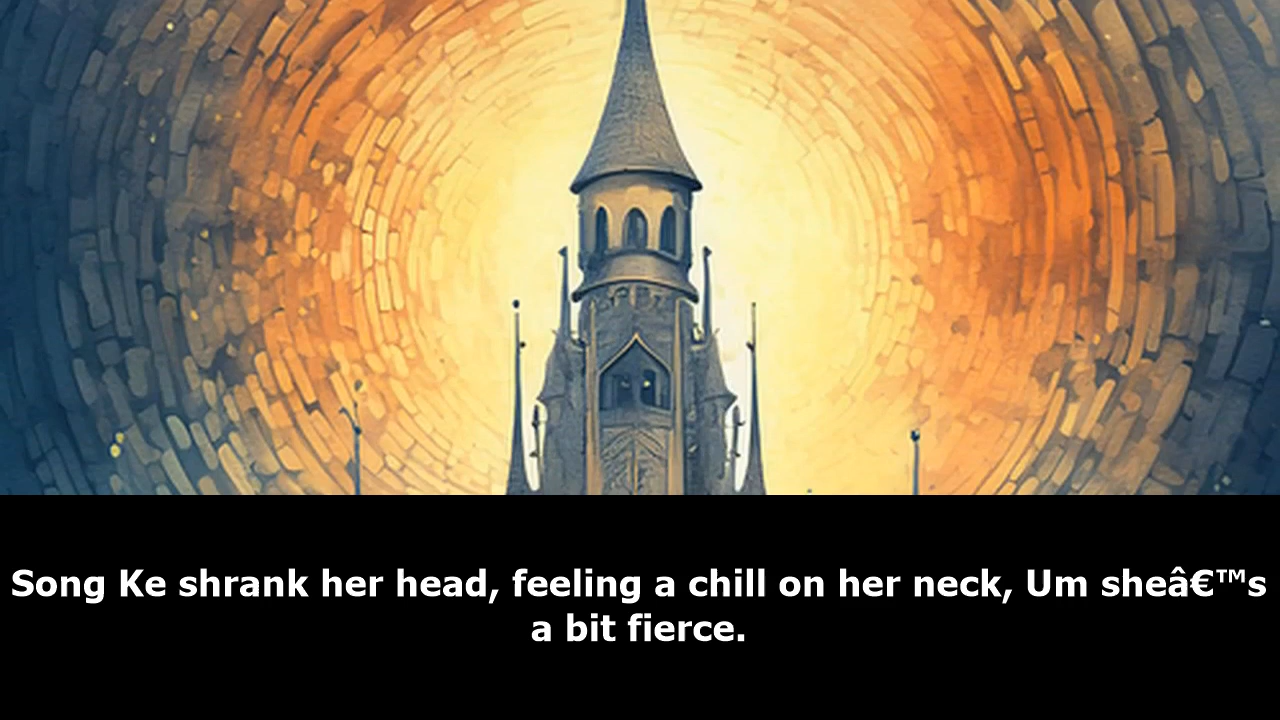 Song Ke shrank her head, feeling a chill on her neck, Um sheâ€™s
a bit fierce.